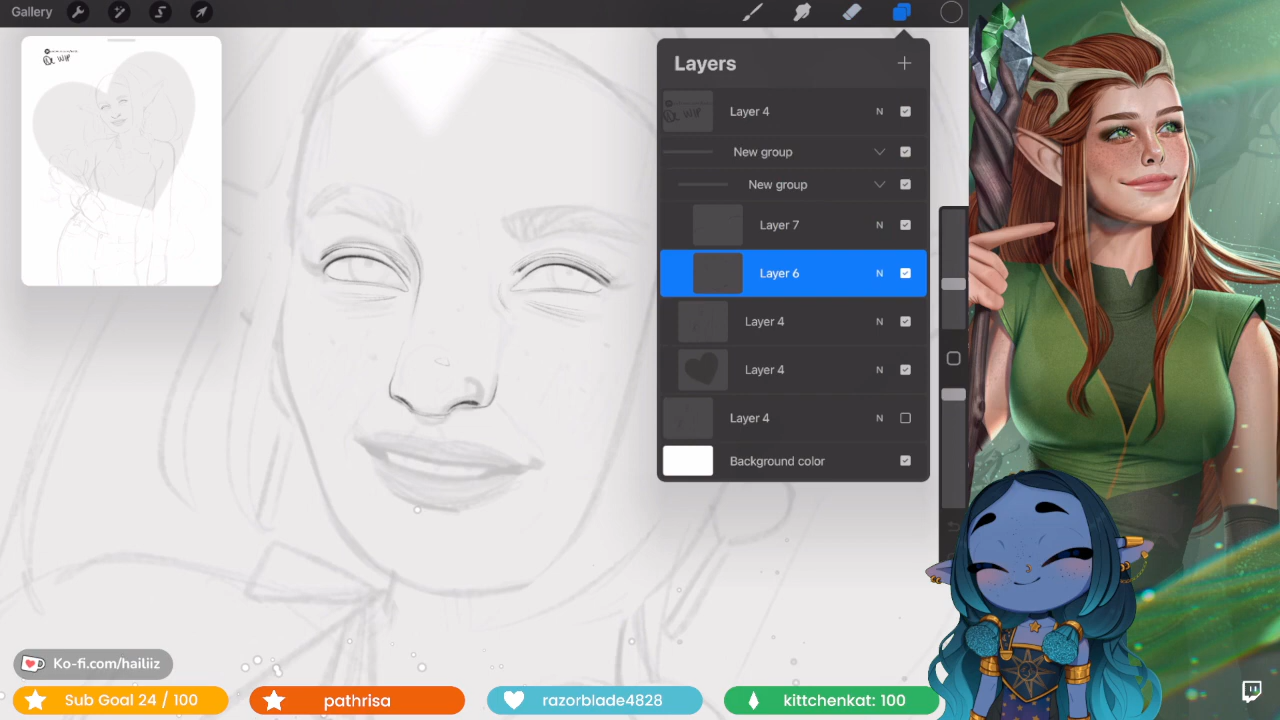 Gallery
Layers
Layer 4 N
New group
New group
Layer 7 N
Layer 6 N
Layer 4 N
Layer 4 N
Layer 4 N
Background color
WIP
Ko-fi.com/hailiiz
Sub Goal 24 / 100
pathrisa
razorblade4828
kittchenkat: 100